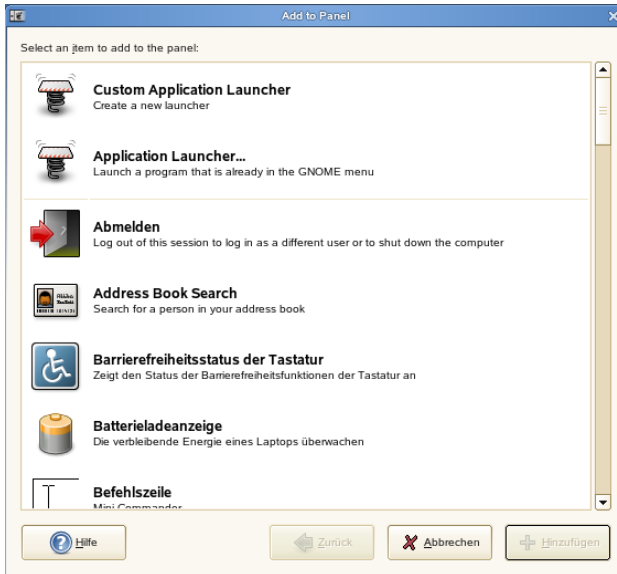 Add to Panel
Select an item to add to the panel:
Custom Application Launcher
Create a new launcher
Application Launcher...
Launch a program that is already in the GNOME menu
Abmelden
Log out of this session to log in as a different user or to shut down the computer
Address Book Search
Search for a person in your address book
Barrierefreiheitsstatus der Tastatur
Zeigt den Status der Barrierefreiheitsfunktionen der Tastatur an
Batterieladeanzeige
Die verbleibende Energie eines Laptops überwachen
Befehlszeile
Mini Commander
Hilfe
Zurück
Abbrechen
Hinzufügen